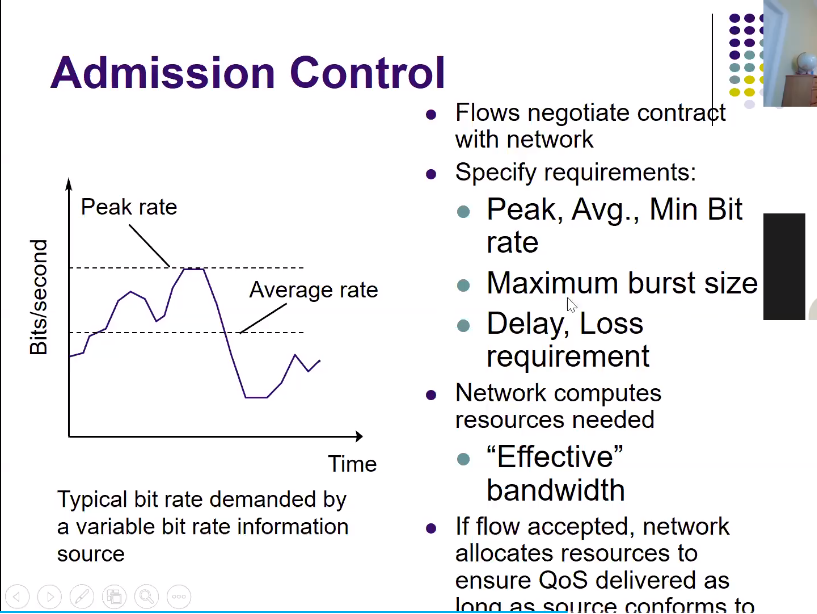 Admission Control
Flows negotiate contract
with network
Specify requirements:
Peak, Avg., Min Bit
rate
Maximum burst size
Delay, Loss
requirement
Network computes
resources needed
“Effective”
bandwidth
If flow accepted, network
allocates resources to
ensure QoS delivered as
long as source conforms to
Peak rate
Average rate
Bits/second
Time
Typical bit rate demanded by
a variable bit rate information
source